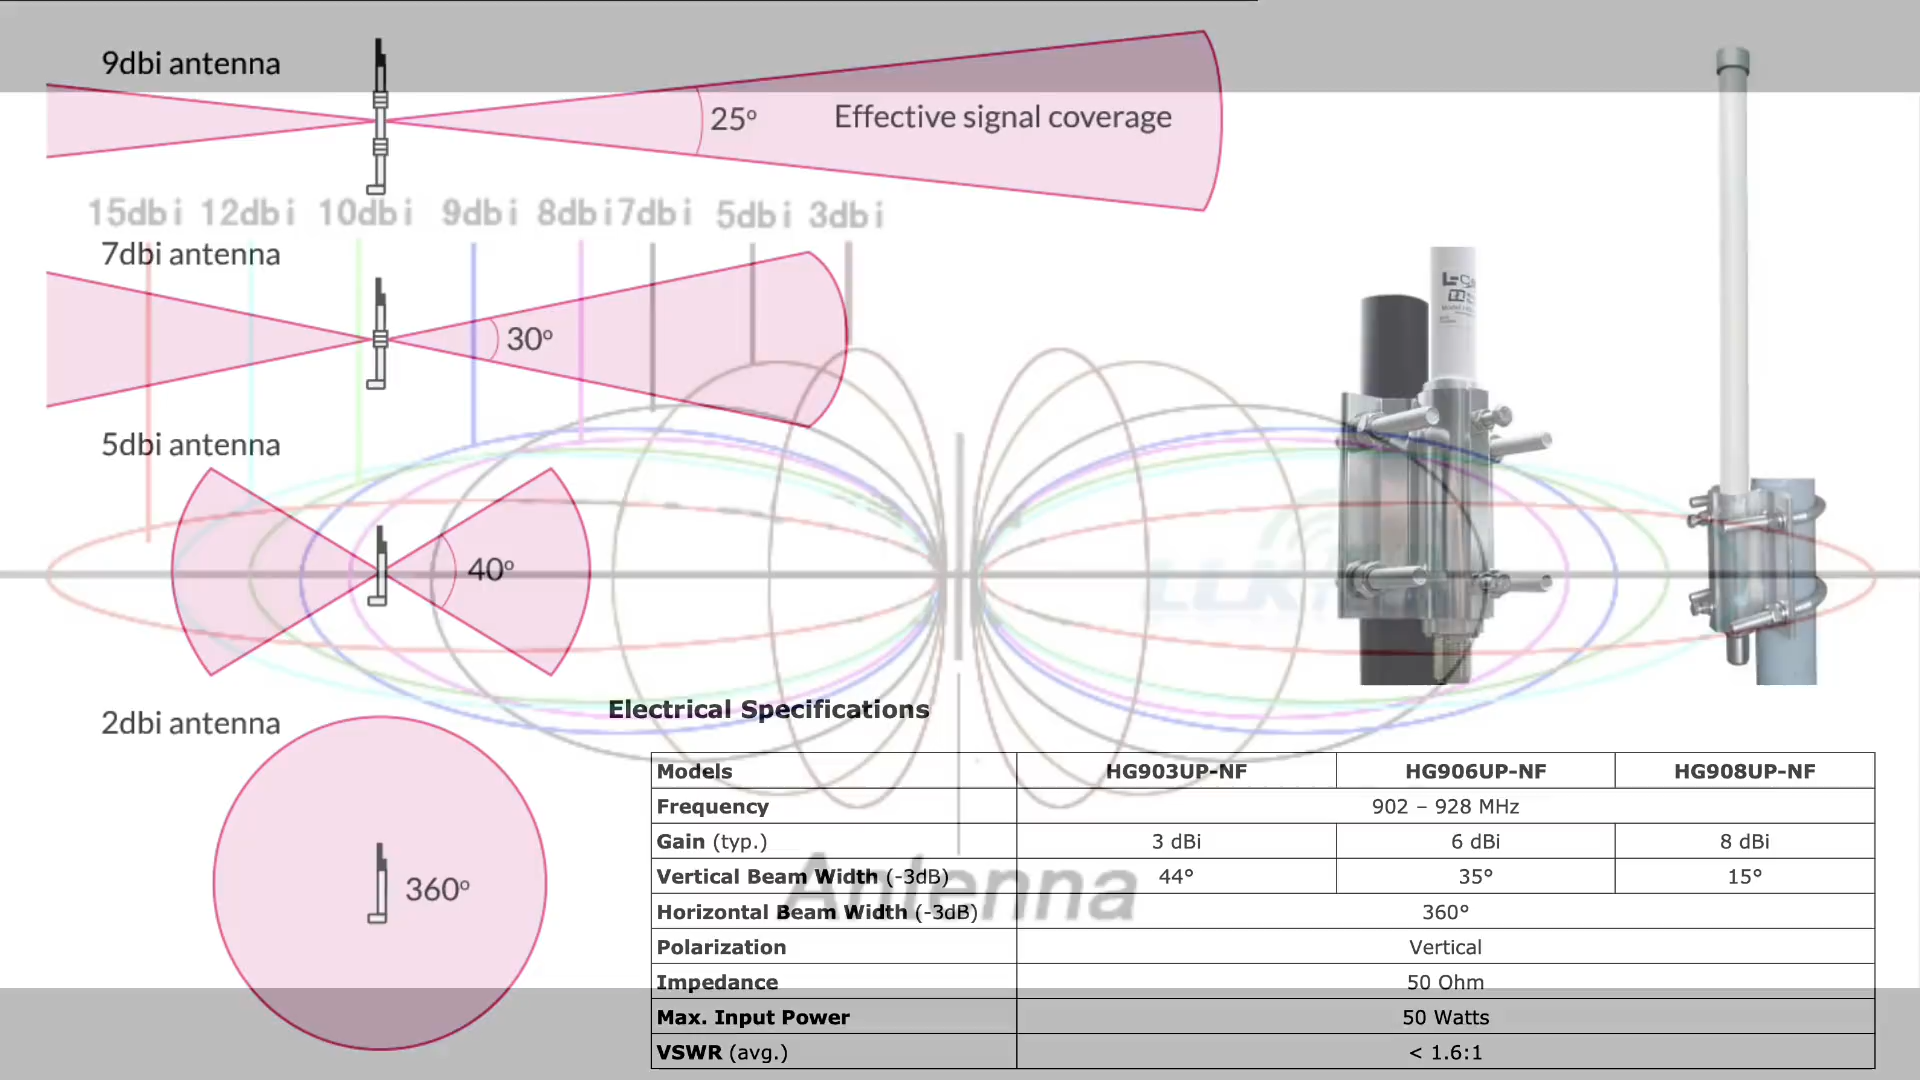 9dbi antenna
25°
Effective signal coverage
15dbi 12dbi 10dbi 9dbi 8dbi 7dbi 5dbi 3dbi
7dbi antenna
30°
5dbi antenna
40°
2dbi antenna
360°
Electrical Specifications
Models HG903UP-NF HG906UP-NF HG908UP-NF
Frequency 902 – 928 MHz
Gain (typ.) 3 dBi 6 dBi 8 dBi
Vertical Beam Width (-3dB) 44° 35° 15°
Horizontal Beam Width (-3dB) 360°
Polarization Vertical
Impedance 50 Ohm
Max. Input Power 50 Watts
VSWR (avg.) < 1.6:1
Antenna